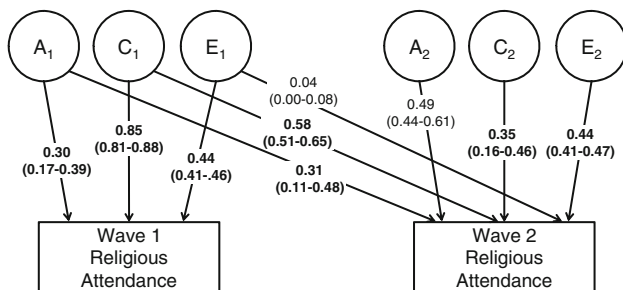 A1 C1 E1 A2 C2 E2
0.04
(0.00-0.08)
0.49
(0.44-0.61)
0.58
(0.51-0.65)
0.85
(0.81-0.88)
0.35
(0.16-0.46)
0.44
(0.41-0.47)
0.30
(0.17-0.39)
0.44
(0.41-.46)
0.31
(0.11-0.48)
Wave 1
Religious
Attendance
Wave 2
Religious
Attendance